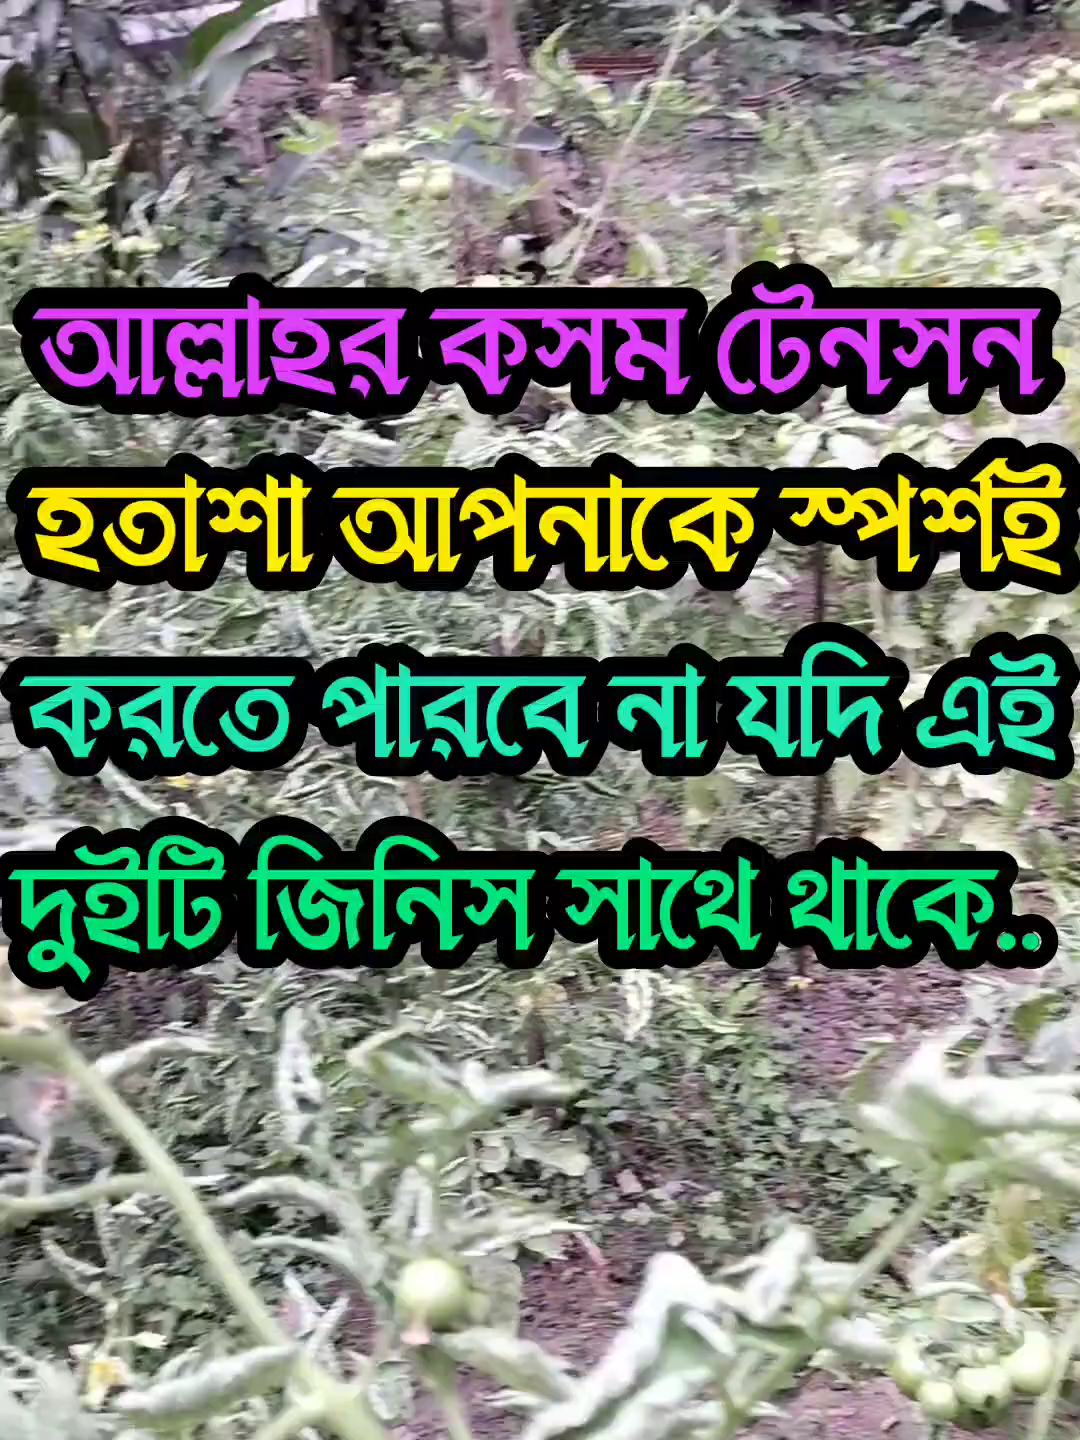 আল্লাহর কসম টেনসন
হতাশা আপনাকে স্পর্শই
করতে পারবে না যদি এই
দুইটি জিনিস সাথে থাকে..